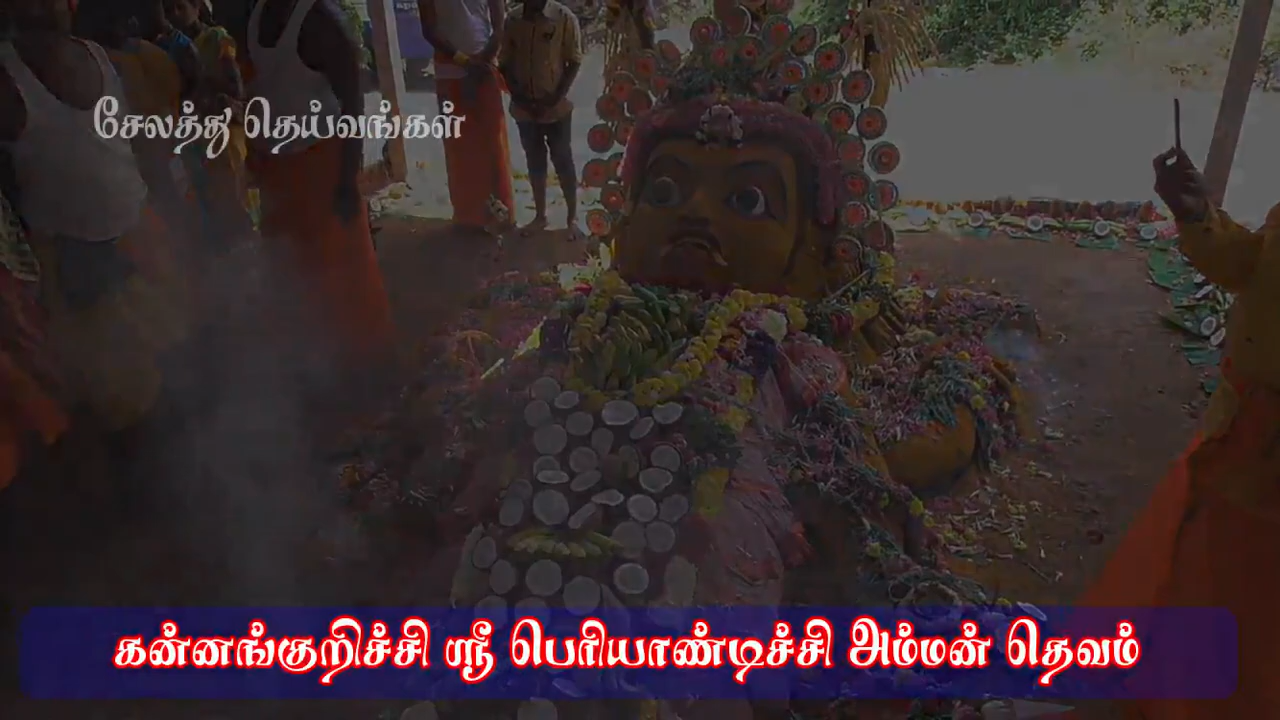 சேலத்து தெய்வங்கள்
கன்னங்குறிச்சி ஸ்ரீ பெரியாண்டிச்சி அம்மன் தெவம்